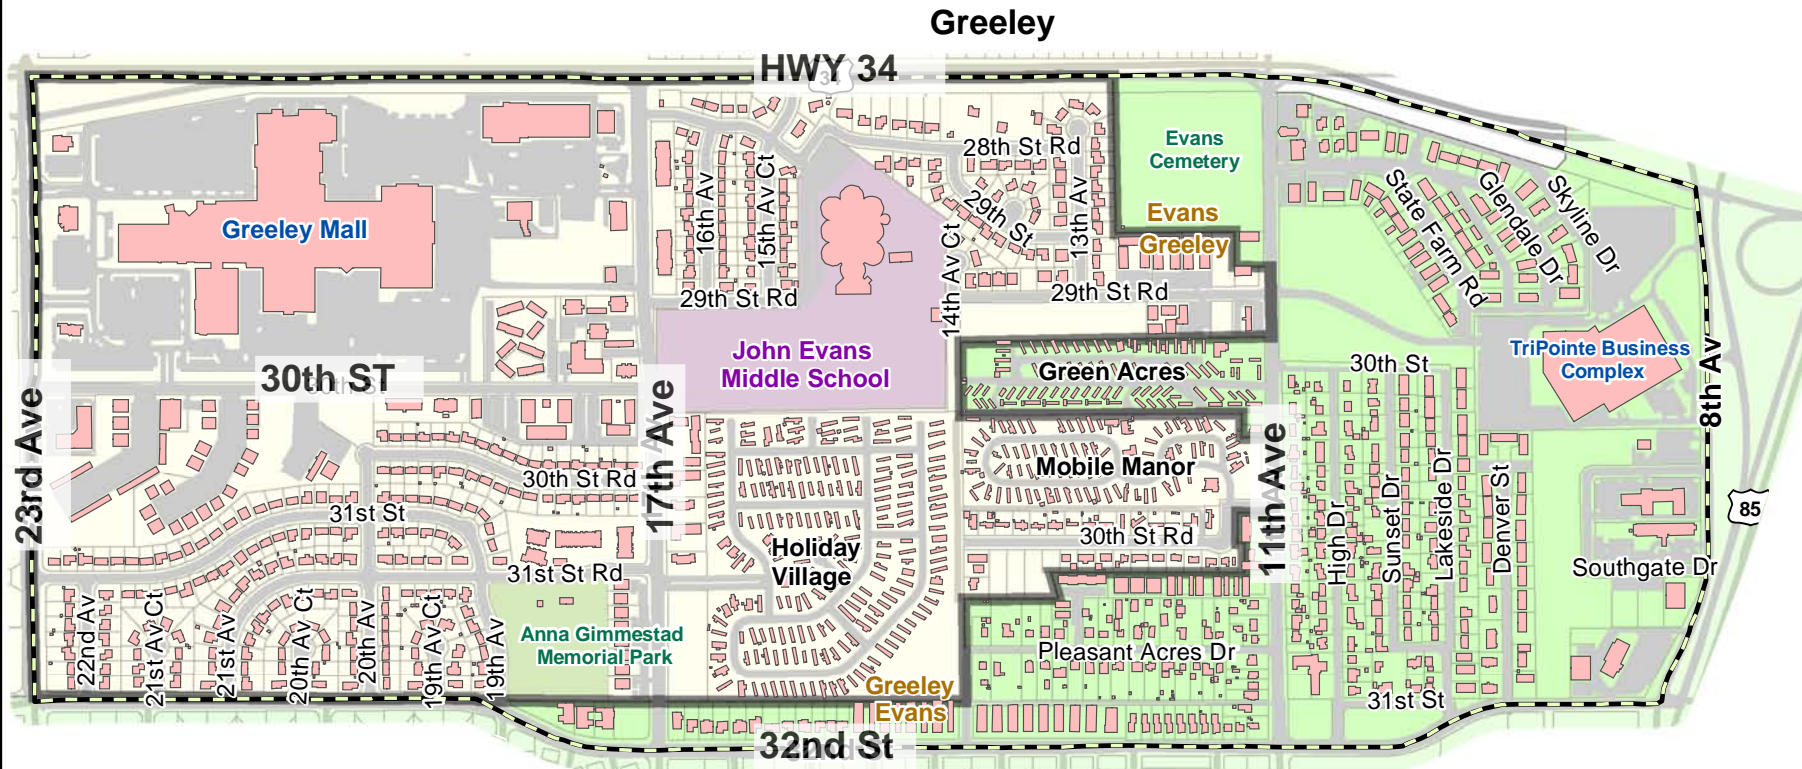 Greeley
HWY 34
34
Evans
Cemetery
28th St Rd
Evans
Greeley
Greeley Mall
16th Av
15th Av Ct
29th St
13th Av
14th Av Ct
29th St Rd
29th St Rd
State Farm Rd
Glendale Dr
Skyline Dr
John Evans
Middle School
Green Acres
30th St
TriPointe Business
Complex
8th Av
30th ST
30th St
23rd Ave
17th Ave
11th Ave
30th St Rd
31st St
Mobile Manor
30th St Rd
High Dr
Sunset Dr
Lakeside Dr
Denver St
85
Southgate Dr
Holiday
Village
31st St Rd
22nd Av
21st Av Ct
21st Av
20th Av Ct
20th Av
19th Av Ct
19th Av
Anna Gimmestad
Memorial Park
Pleasant Acres Dr
Greeley
Evans
31st St
32nd St